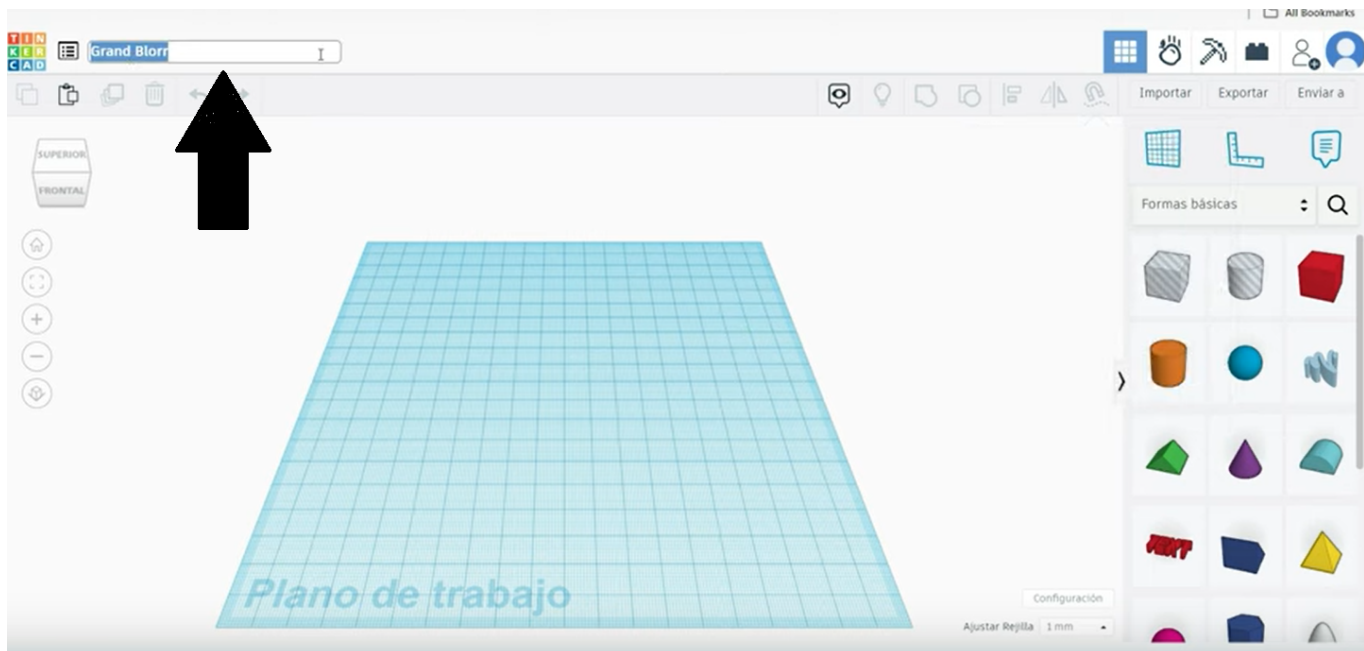 All Bookmarks
TIN
KER
CAD
Grand Blorr
Importar
Exportar
Enviar a
SUPERIOR
FRONTAL
Formas básicas
TEXT
Plano de trabajo
Configuración
Ajustar Rejilla 1 mm